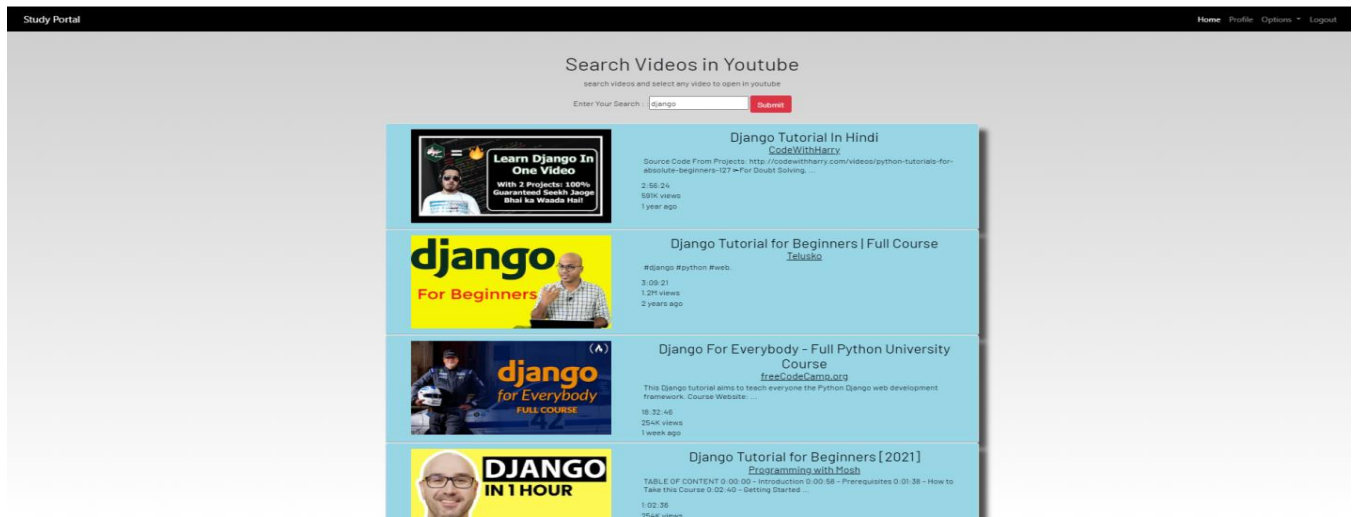 Study Portal
Home Profile Options Logout
Search Videos in Youtube
search videos and select any video to open in youtube
Enter Your Search : django Submit
Learn Django In
One Video
With 2 Projects: 100%
Guaranteed Seekh Jaoge
Bhai ka Waada Hai!
Django Tutorial In Hindi
CodeWithHarry
Source Code From Projects: http://codewithharry.com/videos/python-tutorials-for-
absolute-beginners-127 ►For Doubt Solving, ...
2:56:24
591K views
1 year ago
django
For Beginners
Django Tutorial for Beginners | Full Course
Telusko
#django #python #web.
3:09:21
1.2M views
2 years ago
django
for Everybody
FULL COURSE
42
Django For Everybody - Full Python University
Course
freeCodeCamp.org
This Django tutorial aims to teach everyone the Python Django web development
framework. Course Website: ...
18:32:46
254K views
1 week ago
DJANGO
IN 1 HOUR
Django Tutorial for Beginners [2021]
Programming with Mosh
TABLE OF CONTENT 0:00:00 - Introduction 0:00:58 - Prerequisites 0:01:38 - How to
Take this Course 0:02:40 - Getting Started ...
1:02:36
754K views